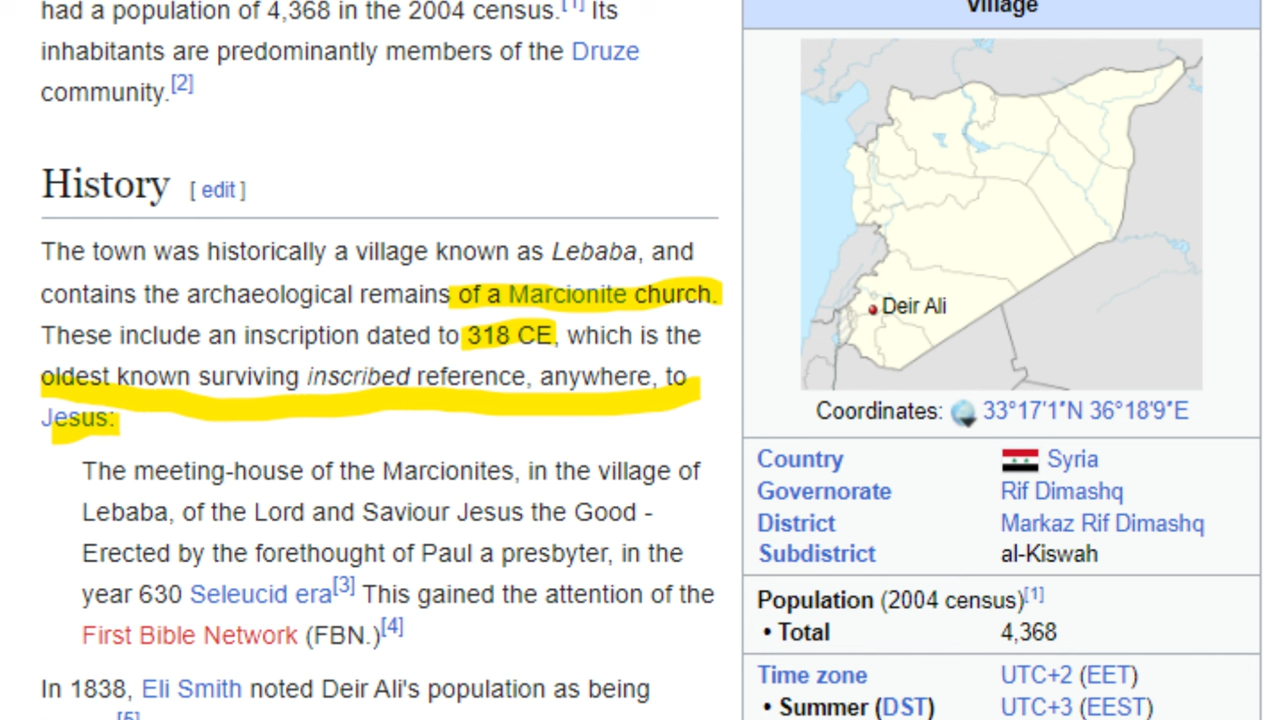 had a population of 4,368 in the 2004 census.[1] Its
inhabitants are predominantly members of the Druze
community.[2]
History [ edit ]
The town was historically a village known as Lebaba, and
contains the archaeological remains of a Marcionite church.
These include an inscription dated to 318 CE, which is the
oldest known surviving inscribed reference, anywhere, to
Jesus:
The meeting-house of the Marcionites, in the village of
Lebaba, of the Lord and Saviour Jesus the Good -
Erected by the forethought of Paul a presbyter, in the
year 630 Seleucid era[3] This gained the attention of the
First Bible Network (FBN.)[4]
In 1838, Eli Smith noted Deir Ali's population as being
[5]
Village
Deir Ali
Coordinates: 33°17′1″N 36°18′9″E
Country Syria
Governorate Rif Dimashq
District Markaz Rif Dimashq
Subdistrict al-Kiswah
Population (2004 census)[1]
• Total 4,368
Time zone UTC+2 (EET)
• Summer (DST) UTC+3 (EEST)